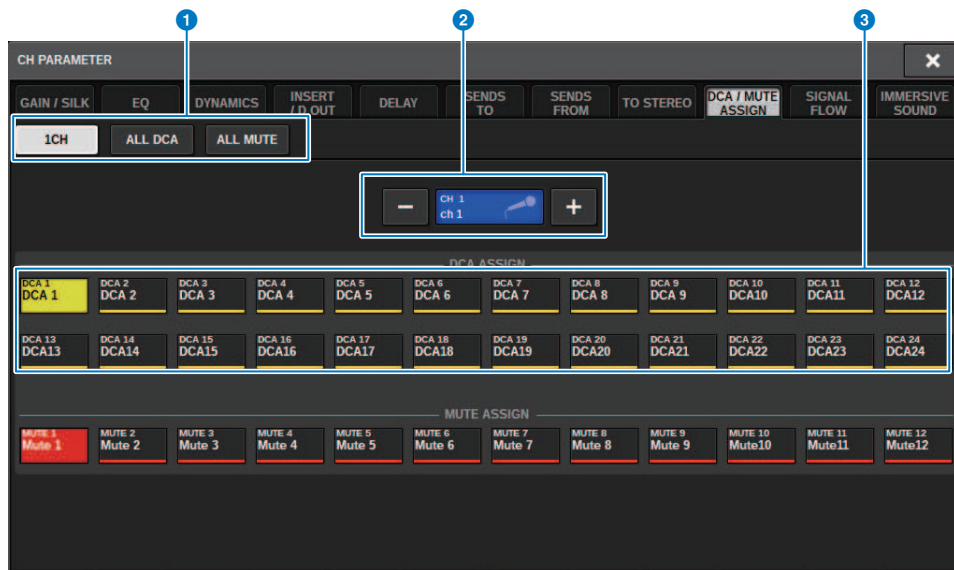 1 2 3
CH PARAMETER
GAIN / SILK
EQ
DYNAMICS
INSERT
/ D.OUT
DELAY
SENDS
TO
SENDS
FROM
TO STEREO
DCA / MUTE
ASSIGN
SIGNAL
FLOW
IMMERSIVE
SOUND
1CH
ALL DCA
ALL MUTE
CH 1
ch 1
DCA ASSIGN
DCA 1
DCA 1
DCA 2
DCA 2
DCA 3
DCA 3
DCA 4
DCA 4
DCA 5
DCA 5
DCA 6
DCA 6
DCA 7
DCA 7
DCA 8
DCA 8
DCA 9
DCA 9
DCA 10
DCA10
DCA 11
DCA11
DCA 12
DCA12
DCA 13
DCA13
DCA 14
DCA14
DCA 15
DCA15
DCA 16
DCA16
DCA 17
DCA17
DCA 18
DCA18
DCA 19
DCA19
DCA 20
DCA20
DCA 21
DCA21
DCA 22
DCA22
DCA 23
DCA23
DCA 24
DCA24
MUTE ASSIGN
MUTE 1
Mute 1
MUTE 2
Mute 2
MUTE 3
Mute 3
MUTE 4
Mute 4
MUTE 5
Mute 5
MUTE 6
Mute 6
MUTE 7
Mute 7
MUTE 8
Mute 8
MUTE 9
Mute 9
MUTE 10
Mute10
MUTE 11
Mute11
MUTE 12
Mute12